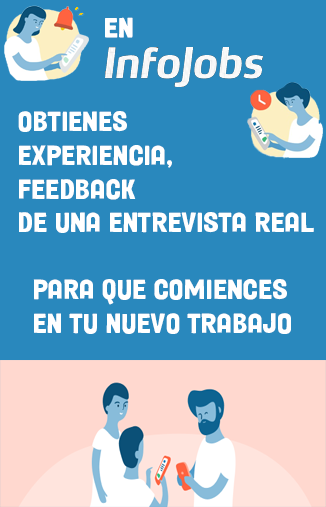 EN
InfoJobs
OBTIENES
EXPERIENCIA,
FEEDBACK
DE UNA ENTREVISTA REAL
PARA QUE COMIENCES
EN TU NUEVO TRABAJO